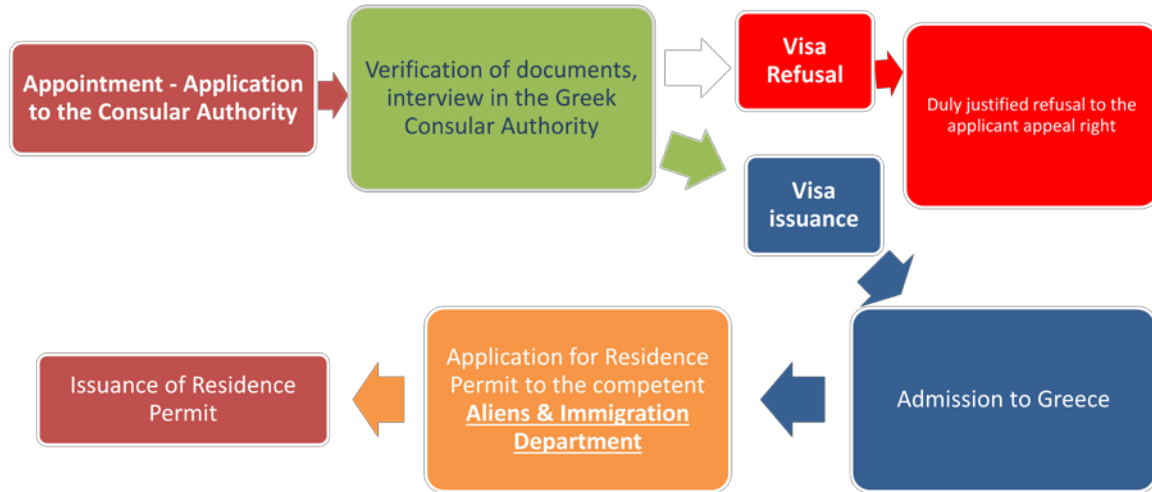 Appointment - Application
to the Consular Authority
Verification of documents,
interview in the Greek
Consular Authority
Visa
Refusal
Duly justified refusal to the
applicant appeal right
Visa
issuance
Admission to Greece
Application for Residence
Permit to the competent
Aliens & Immigration
Department
Issuance of Residence
Permit